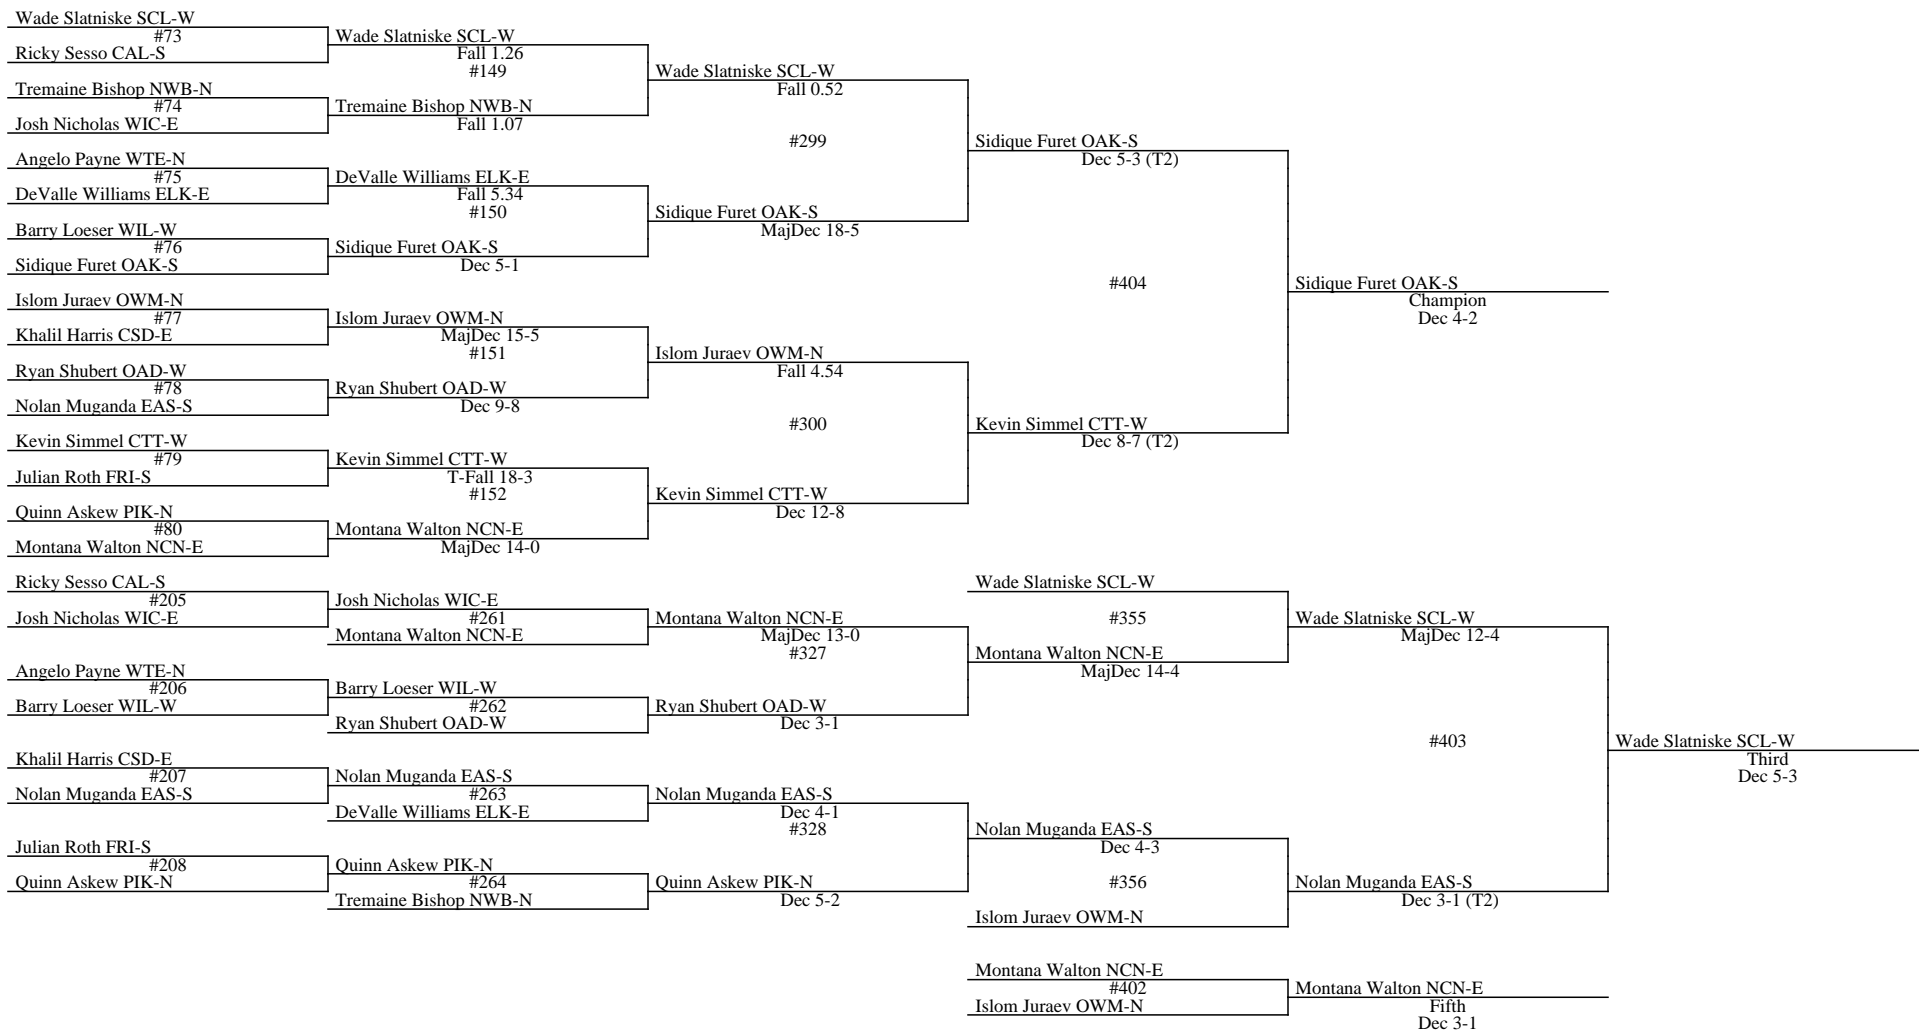 Wade Slatniske SCL-W
#73
Ricky Sesso CAL-S
Tremaine Bishop NWB-N
#74
Josh Nicholas WIC-E
Angelo Payne WTE-N
#75
DeValle Williams ELK-E
Barry Loeser WIL-W
#76
Sidique Furet OAK-S
Islom Juraev OWM-N
#77
Khalil Harris CSD-E
Ryan Shubert OAD-W
#78
Nolan Muganda EAS-S
Kevin Simmel CTT-W
#79
Julian Roth FRI-S
Quinn Askew PIK-N
#80
Montana Walton NCN-E
Wade Slatniske SCL-W
Fall 1.26
#149
Tremaine Bishop NWB-N
Fall 1.07
DeValle Williams ELK-E
Fall 5.34
#150
Sidique Furet OAK-S
Dec 5-1
Islom Juraev OWM-N
MajDec 15-5
#151
Ryan Shubert OAD-W
Dec 9-8
Kevin Simmel CTT-W
T-Fall 18-3
#152
Montana Walton NCN-E
MajDec 14-0
Wade Slatniske SCL-W
Fall 0.52
#299
Sidique Furet OAK-S
MajDec 18-5
Islom Juraev OWM-N
Fall 4.54
#300
Kevin Simmel CTT-W
Dec 12-8
Sidique Furet OAK-S
Dec 5-3 (T2)
#404
Kevin Simmel CTT-W
Dec 8-7 (T2)
Sidique Furet OAK-S
Champion
Dec 4-2
Ricky Sesso CAL-S
#205
Josh Nicholas WIC-E
Angelo Payne WTE-N
#206
Barry Loeser WIL-W
Khalil Harris CSD-E
#207
Nolan Muganda EAS-S
Julian Roth FRI-S
#208
Quinn Askew PIK-N
Josh Nicholas WIC-E
#261
Montana Walton NCN-E
Barry Loeser WIL-W
#262
Ryan Shubert OAD-W
Nolan Muganda EAS-S
#263
DeValle Williams ELK-E
Quinn Askew PIK-N
#264
Tremaine Bishop NWB-N
Montana Walton NCN-E
MajDec 13-0
#327
Ryan Shubert OAD-W
Dec 3-1
Nolan Muganda EAS-S
Dec 4-1
#328
Quinn Askew PIK-N
Dec 5-2
Wade Slatniske SCL-W
#355
Montana Walton NCN-E
MajDec 14-4
Nolan Muganda EAS-S
Dec 4-3
#356
Islom Juraev OWM-N
Wade Slatniske SCL-W
MajDec 12-4
#403
Nolan Muganda EAS-S
Dec 3-1 (T2)
Wade Slatniske SCL-W
Third
Dec 5-3
Montana Walton NCN-E
#402
Islom Juraev OWM-N
Montana Walton NCN-E
Fifth
Dec 3-1